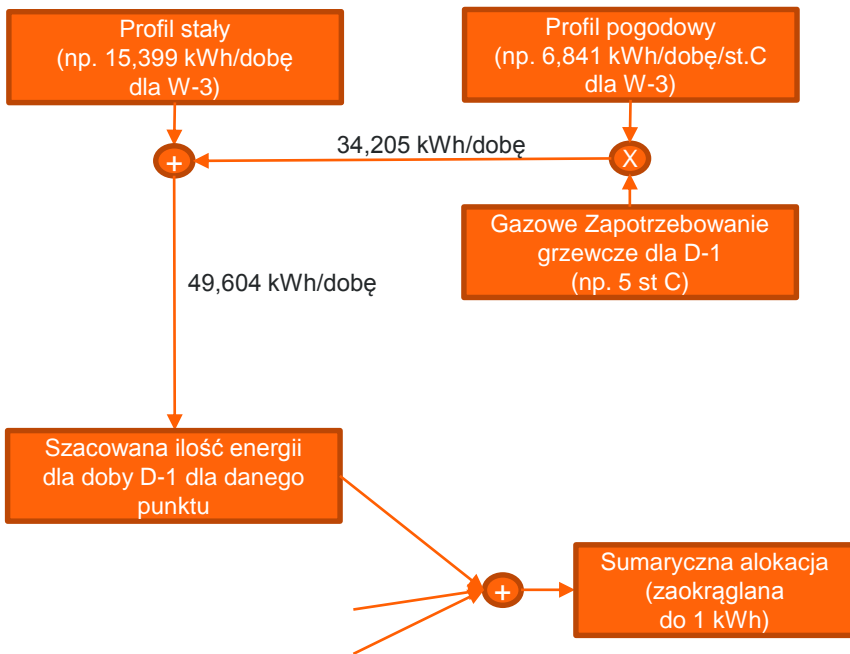 Profil stały
(np. 15,399 kWh/dobę
dla W-3)
Profil pogodowy
(np. 6,841 kWh/dobę/st.C
dla W-3)
+
34,205 kWh/dobę
X
Gazowe Zapotrzebowanie
grzewcze dla D-1
(np. 5 st C)
49,604 kWh/dobę
Szacowana ilość energii
dla doby D-1 dla danego
punktu
+
Sumaryczna alokacja
(zaokrąglana
do 1 kWh)